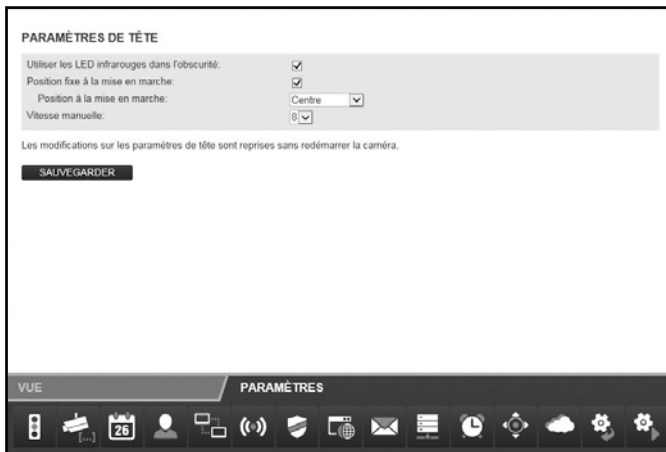 PARAMÈTRES DE TÊTE
Utiliser les LED infrarouges dans l'obscurité:
Position fixe à la mise en marche:
Position à la mise en marche: Centre
Vitesse manuelle: 8
Les modifications sur les paramètres de tête sont reprises sans redémarrer la caméra.
SAUVEGARDER
VUE PARAMÈTRES
[...] 26